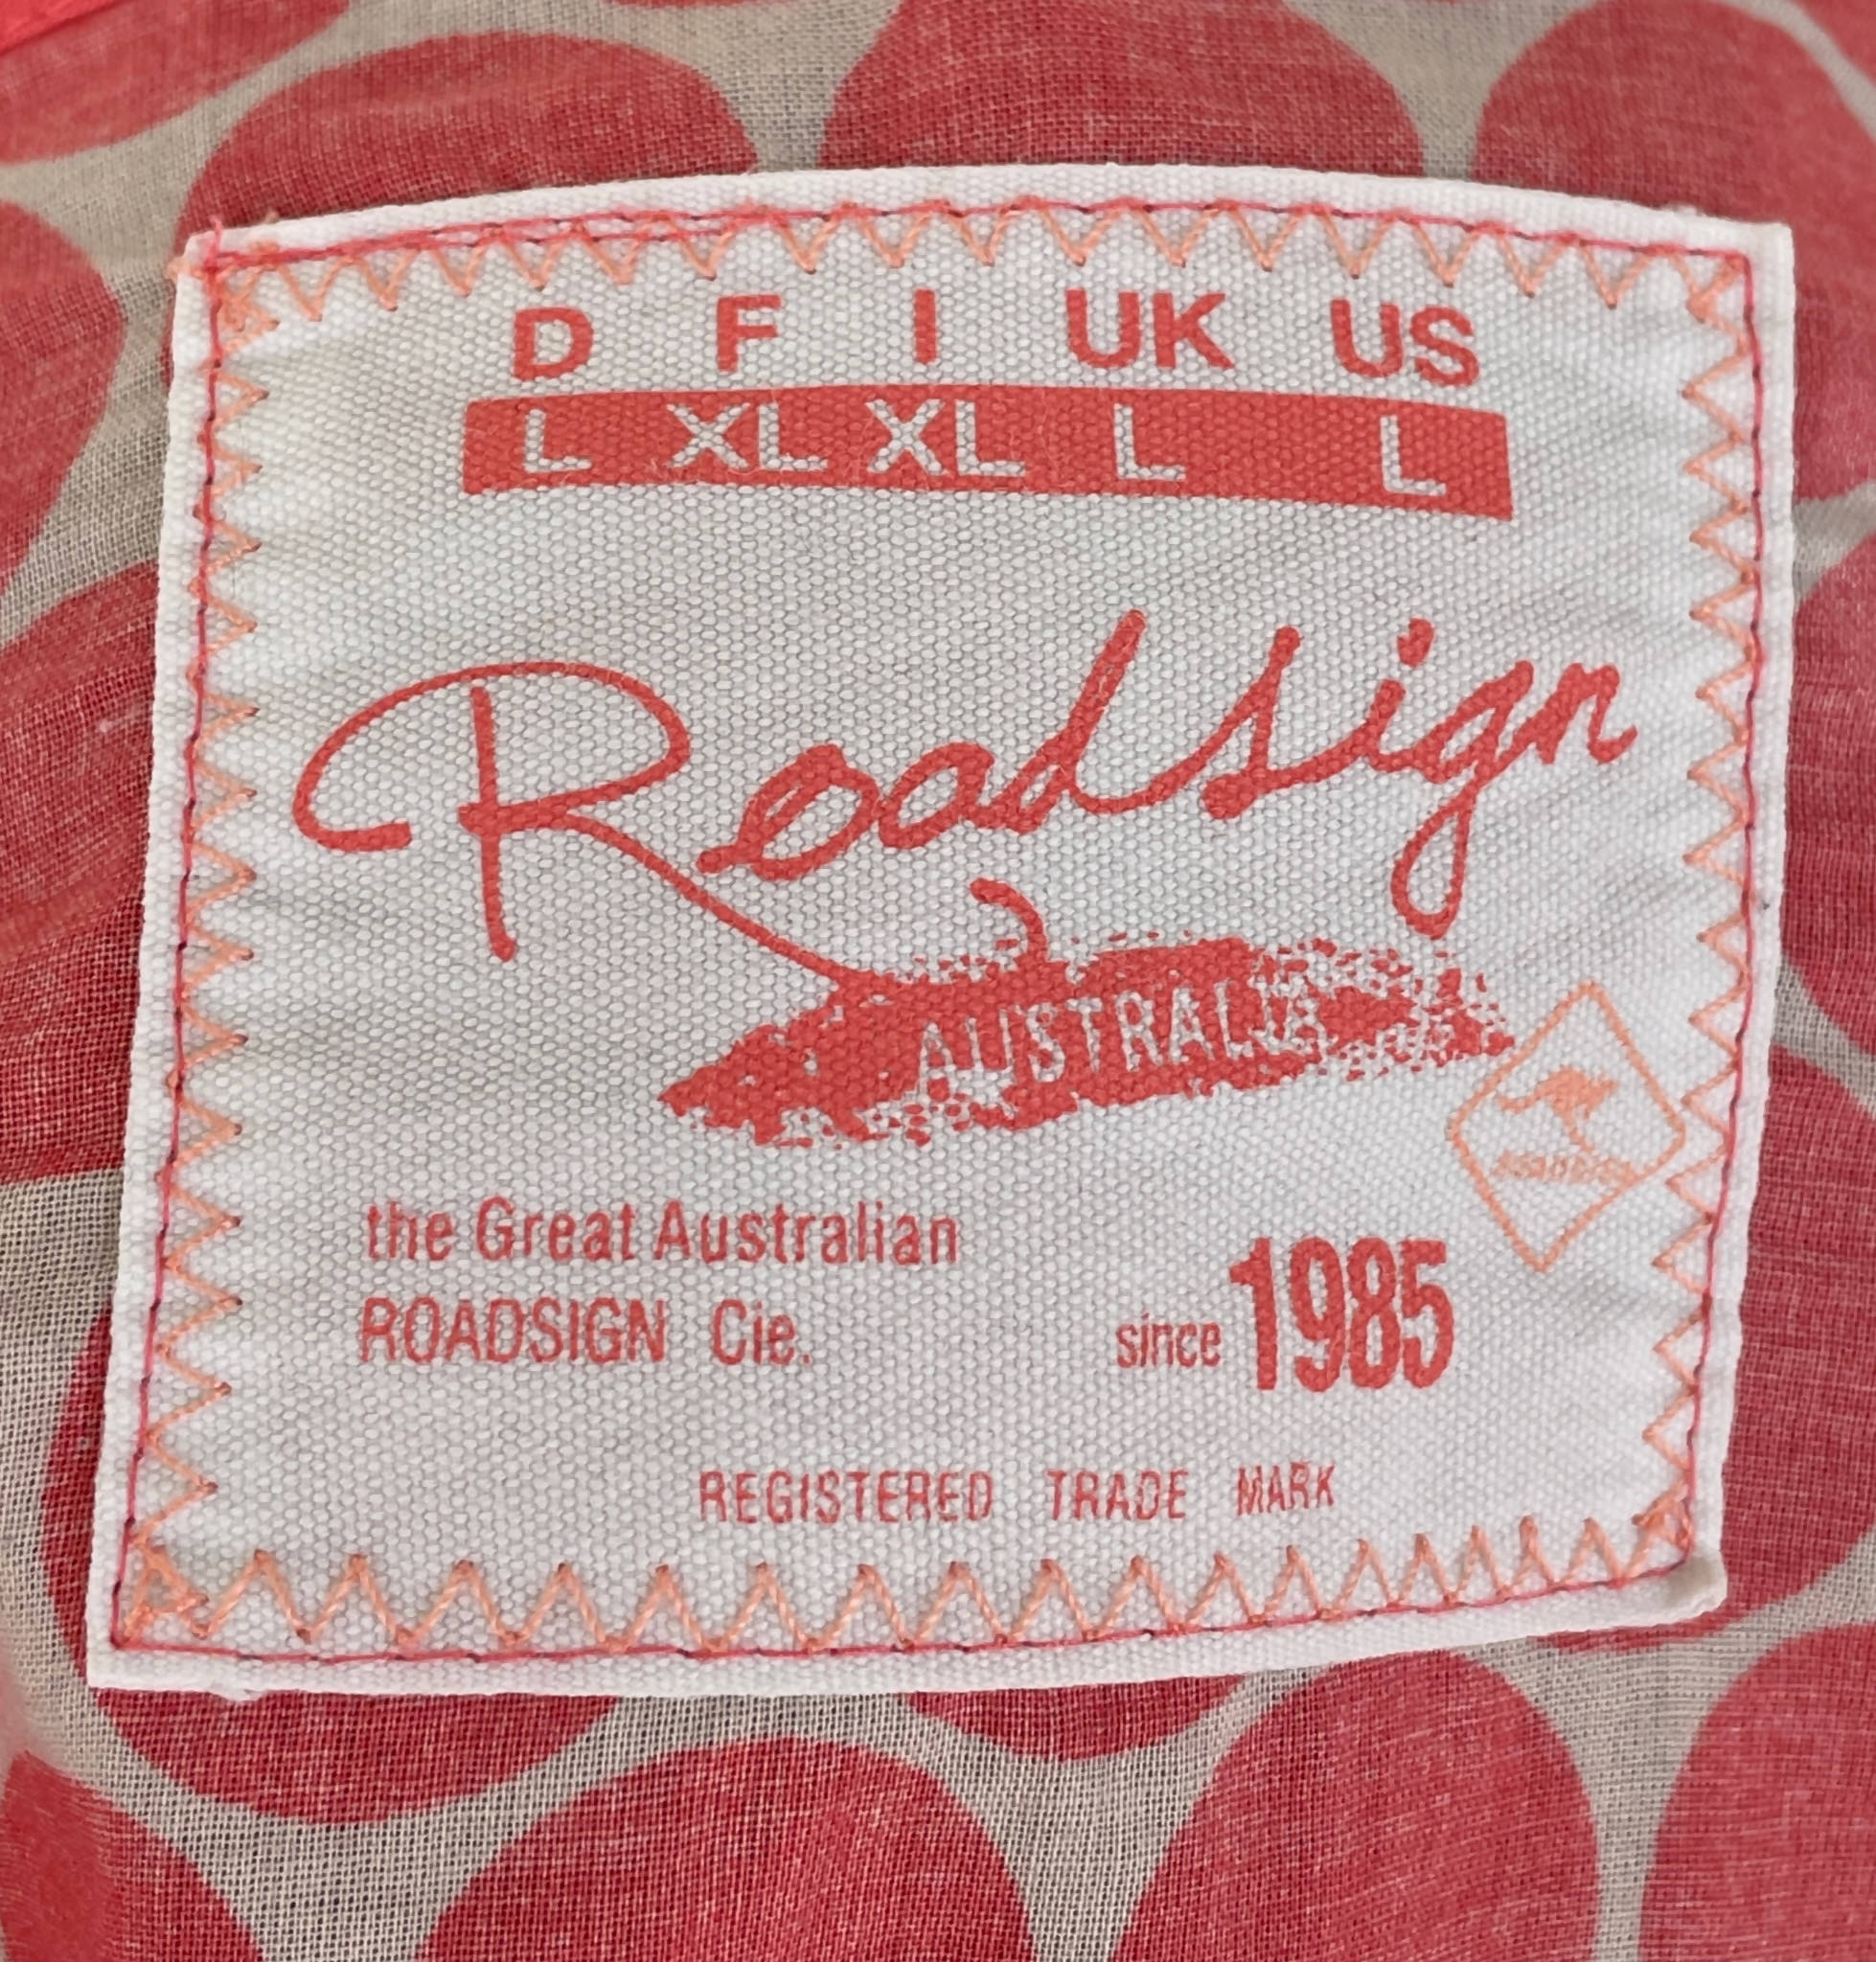 D F I UK US
L XL XL L L
Roadsign
AUSTRALIA
the Great Australian
ROADSIGN Cie.
since 1985
REGISTERED TRADE MARK